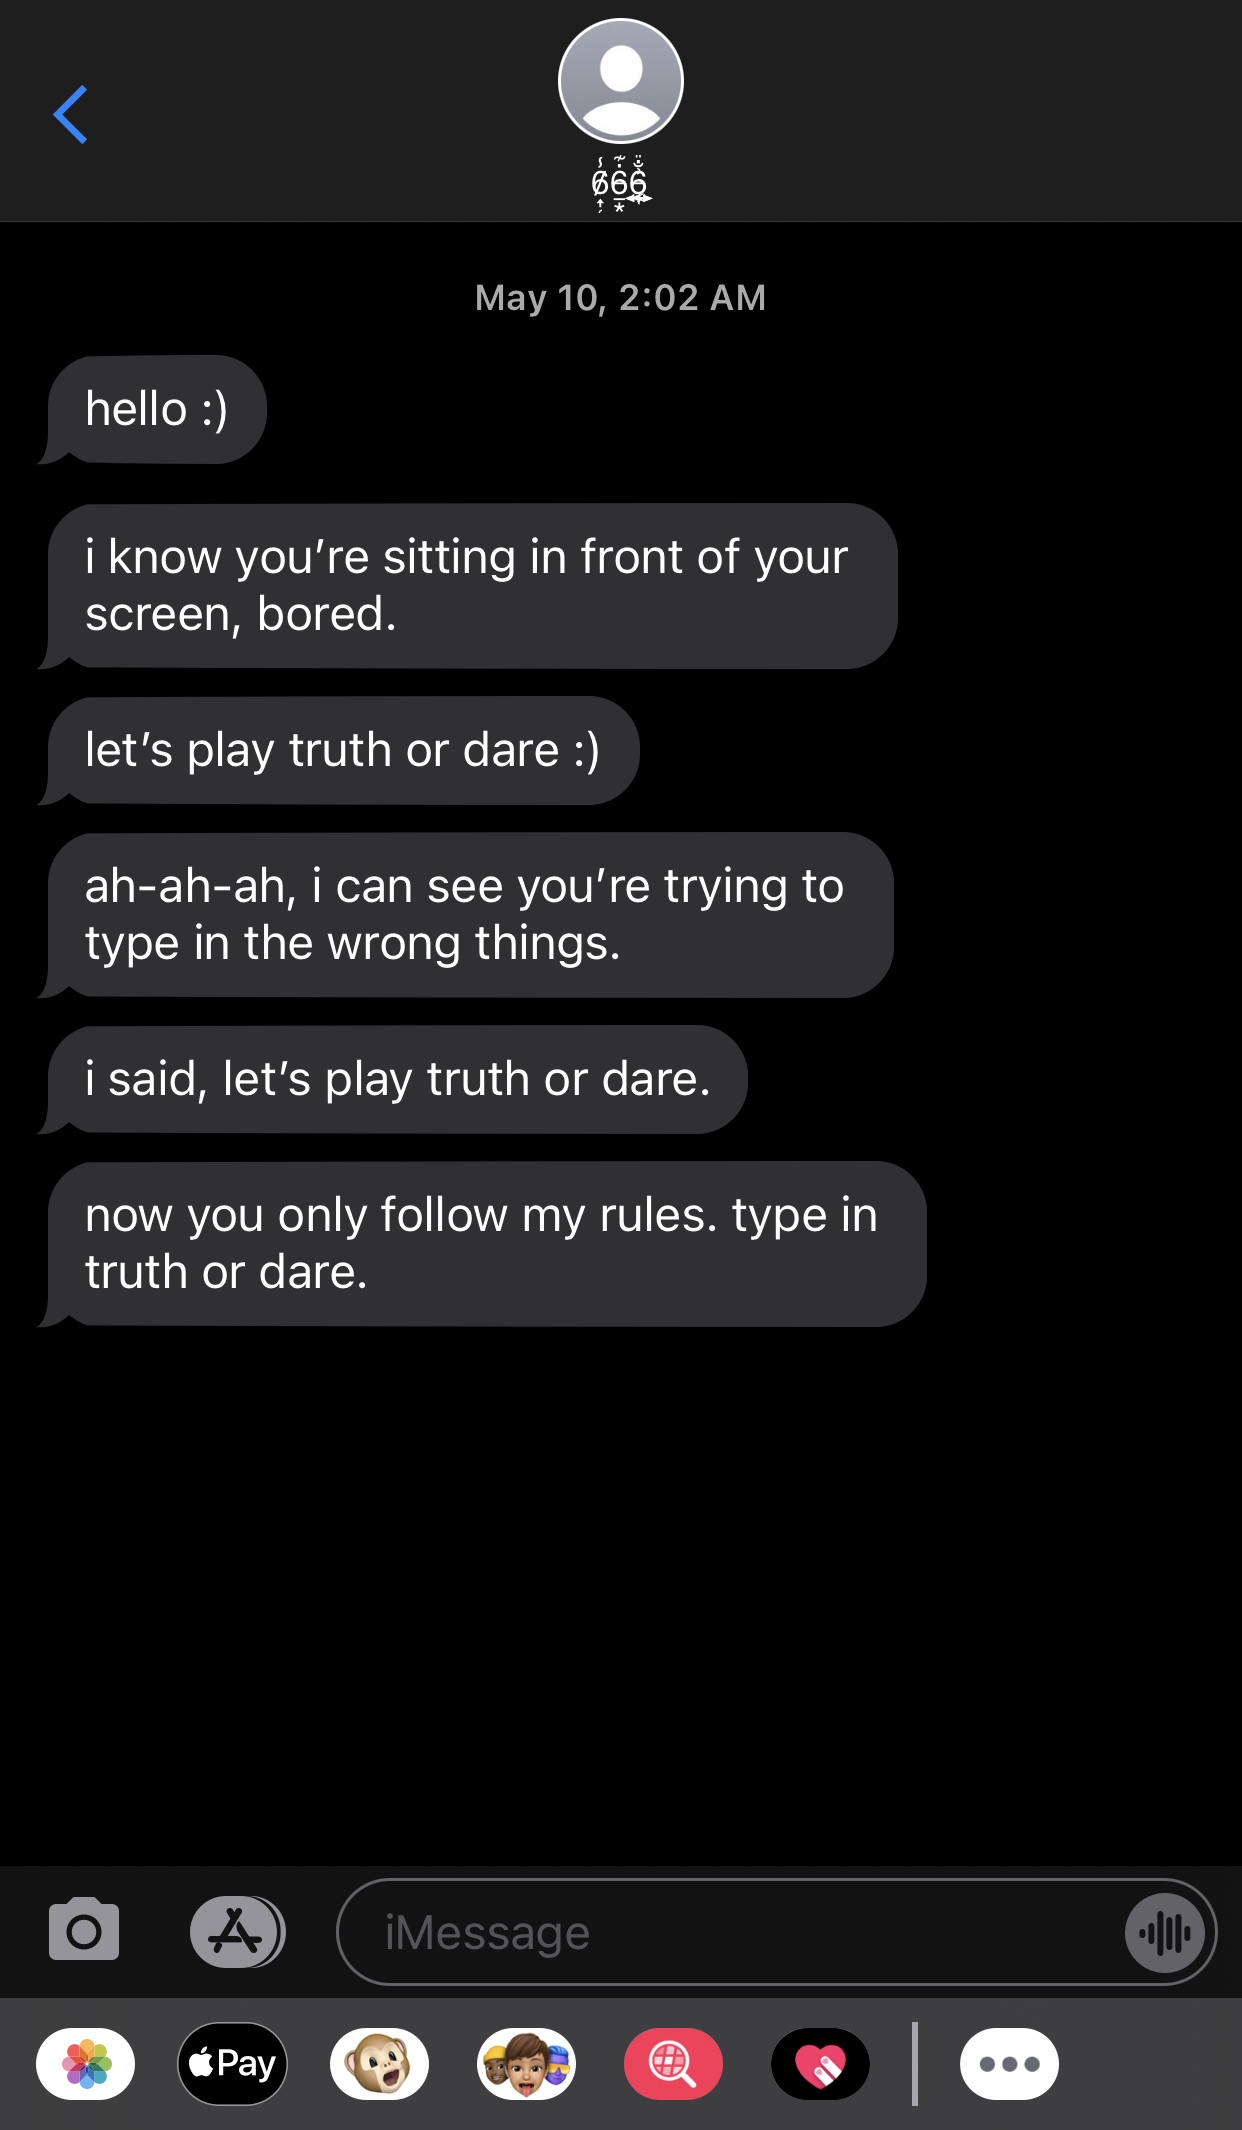 666
May 10, 2:02 AM
hello :)
i know you’re sitting in front of your
screen, bored.
let’s play truth or dare :)
ah-ah-ah, i can see you’re trying to
type in the wrong things.
i said, let’s play truth or dare.
now you only follow my rules. type in
truth or dare.
iMessage
Pay